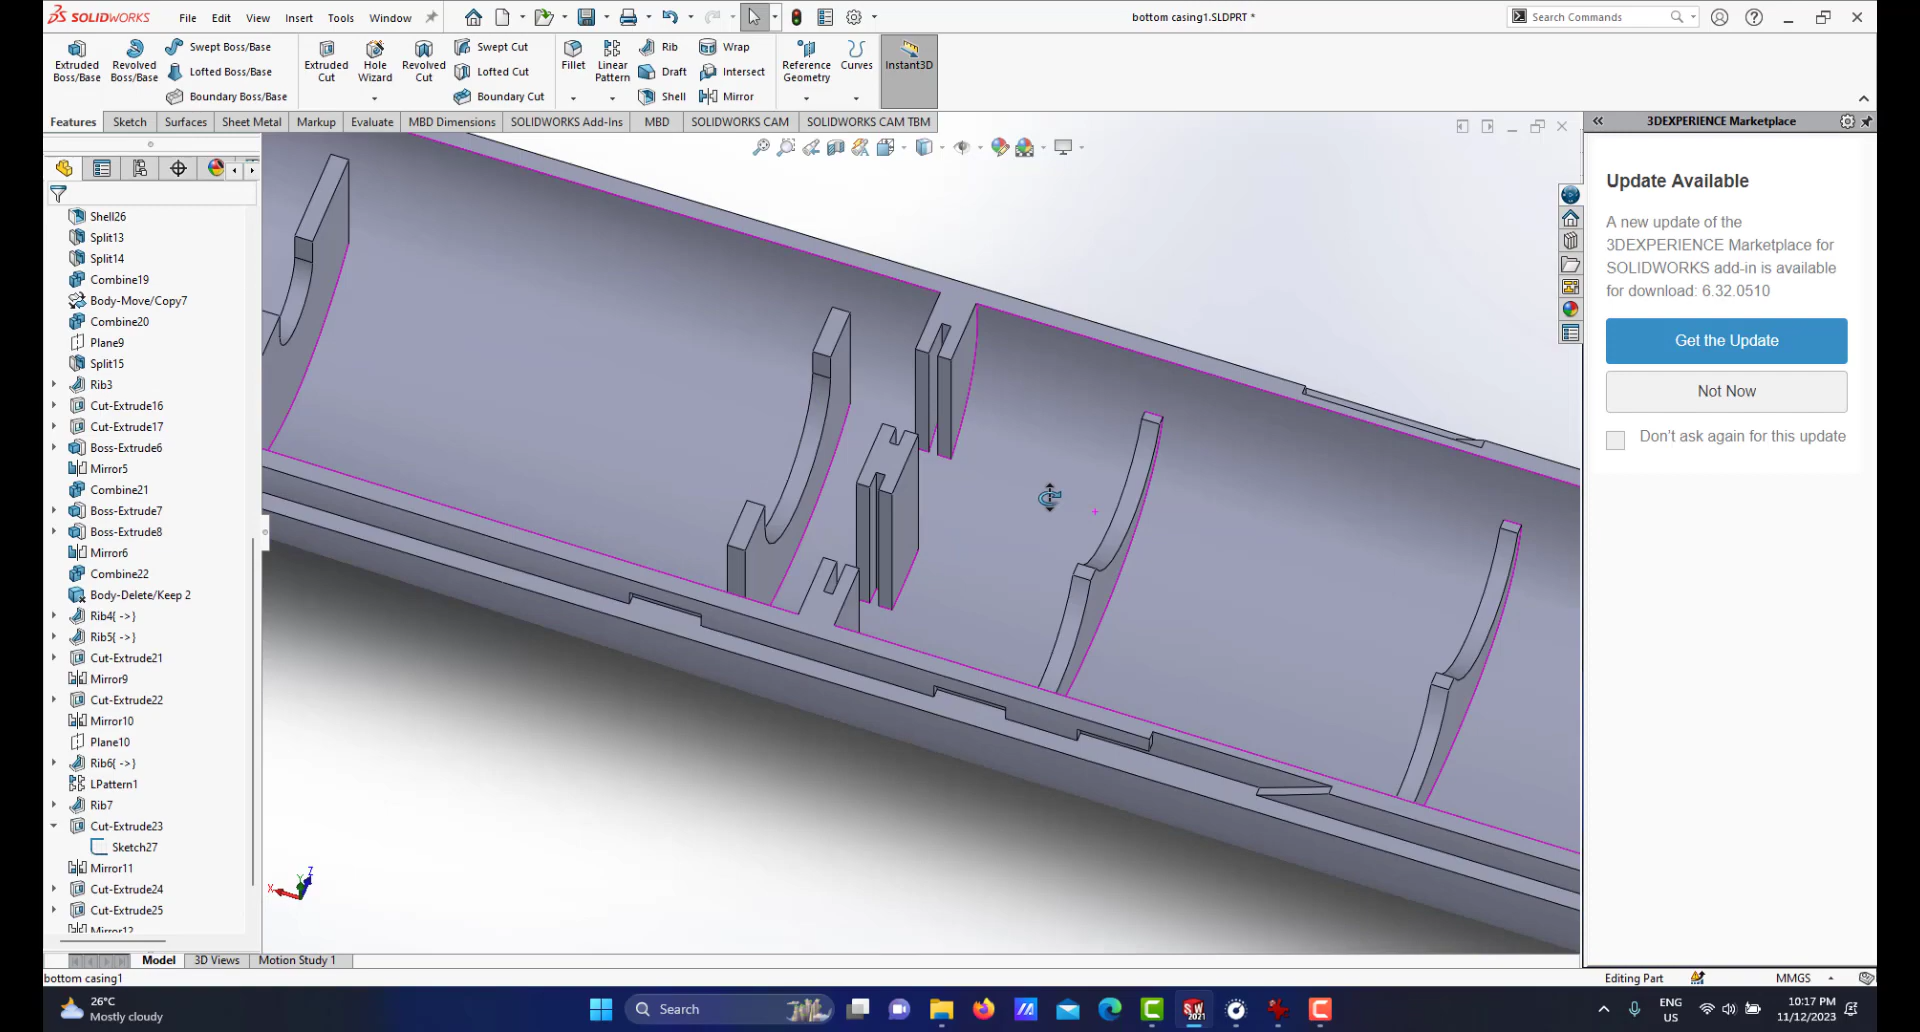 SOLIDWORKS
File Edit View Insert Tools Window
bottom casing1.SLDPRT *
Search Commands
Extruded Boss/Base
Revolved Boss/Base
Swept Boss/Base
Lofted Boss/Base
Boundary Boss/Base
Extruded Cut
Hole Wizard
Revolved Cut
Swept Cut
Lofted Cut
Boundary Cut
Fillet
Linear Pattern
Rib
Draft
Shell
Wrap
Intersect
Mirror
Reference Geometry
Curves
Instant3D
Features Sketch Surfaces Sheet Metal Markup Evaluate MBD Dimensions SOLIDWORKS Add-Ins MBD SOLIDWORKS CAM SOLIDWORKS CAM TBM
Shell26
Split13
Split14
Combine19
Body-Move/Copy7
Combine20
Plane9
Split15
Rib3
Cut-Extrude16
Cut-Extrude17
Boss-Extrude6
Mirror5
Combine21
Boss-Extrude7
Boss-Extrude8
Mirror6
Combine22
Body-Delete/Keep 2
Rib4{ ->}
Rib5{ ->}
Cut-Extrude21
Mirror9
Cut-Extrude22
Mirror10
Plane10
Rib6{ ->}
LPattern1
Rib7
Cut-Extrude23
Sketch27
Mirror11
Cut-Extrude24
Cut-Extrude25
Mirror12
X Y Z
3DEXPERIENCE Marketplace
Update Available
A new update of the
3DEXPERIENCE Marketplace for
SOLIDWORKS add-in is available
for download: 6.32.0510
Get the Update
Not Now
Don't ask again for this update
Model 3D Views Motion Study 1
bottom casing1
Editing Part
MMGS
26°C
Mostly cloudy
Search
SW
2021
ENG
US
10:17 PM
11/12/2023